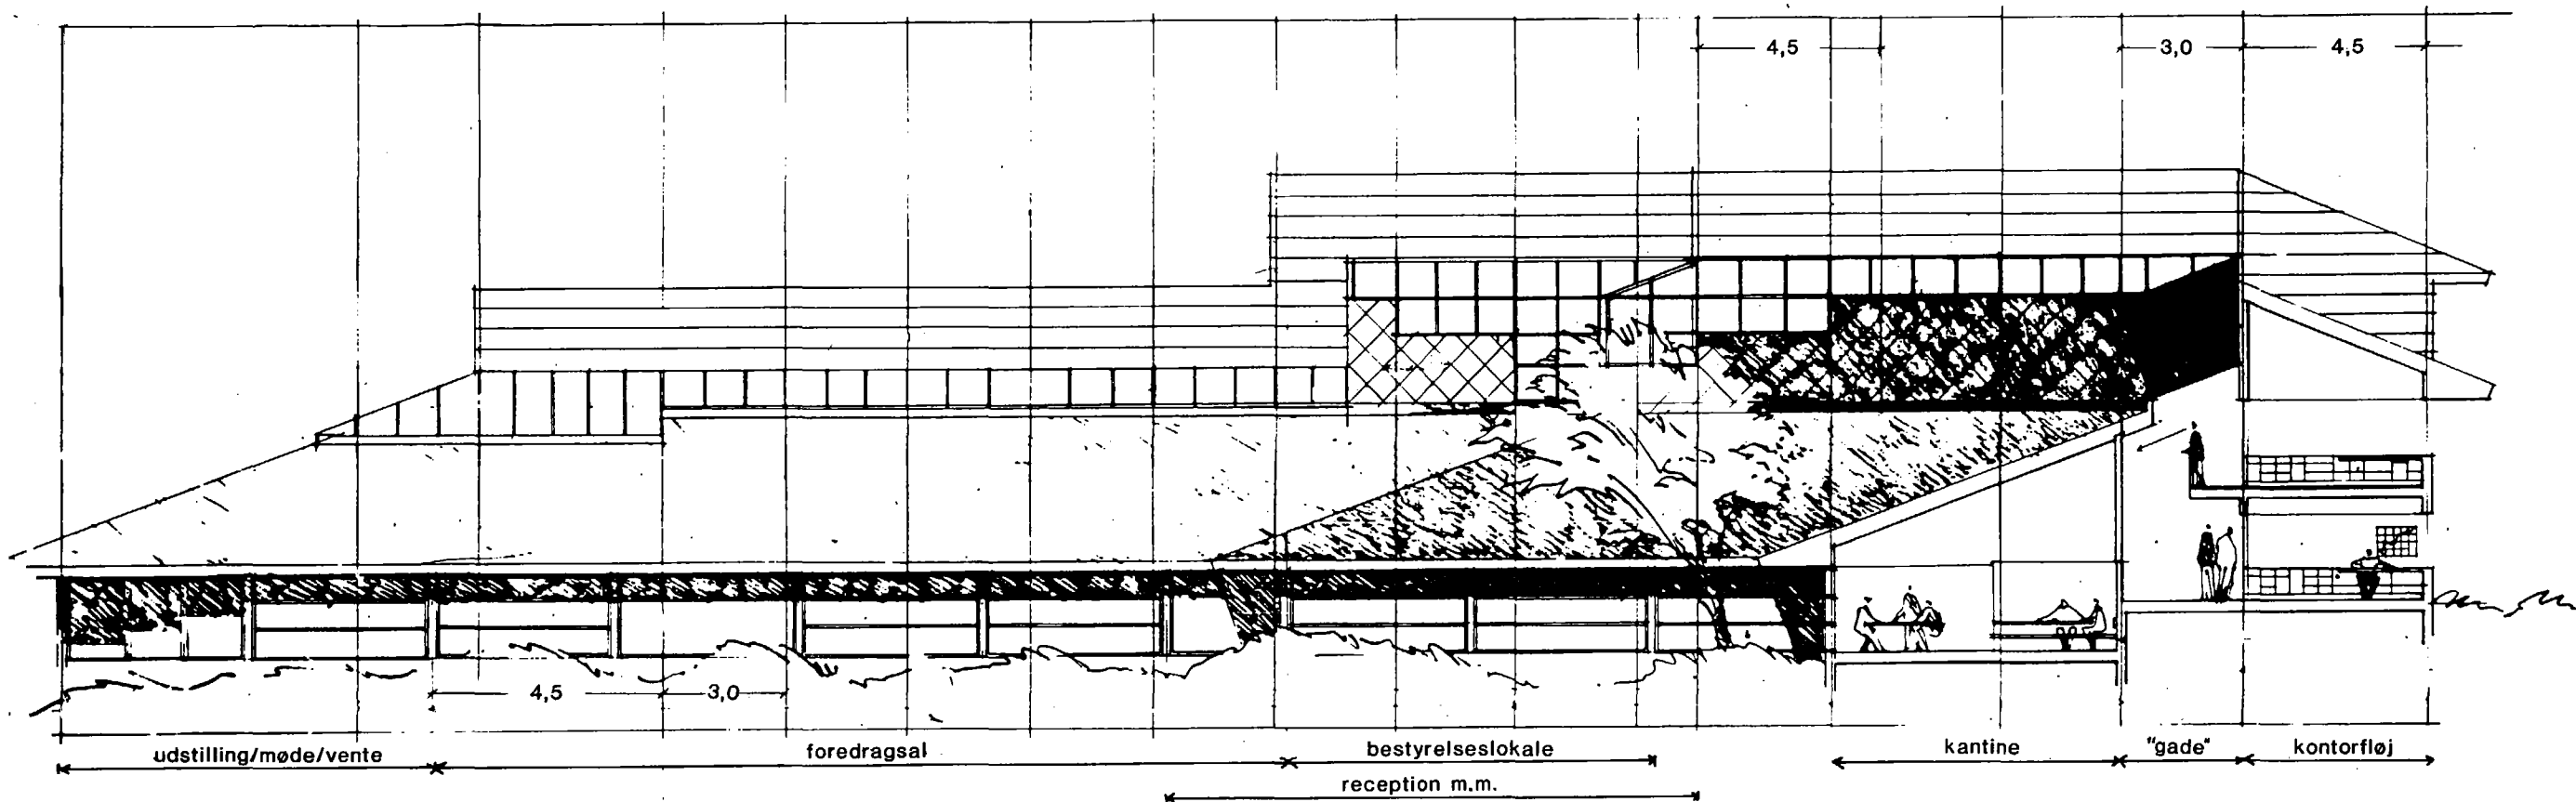 4,5 3,0 4,5
4,5 3,0
udstilling/møde/vente foredragsal bestyrelseslokale kantine "gade" kontorfløj
reception m.m.